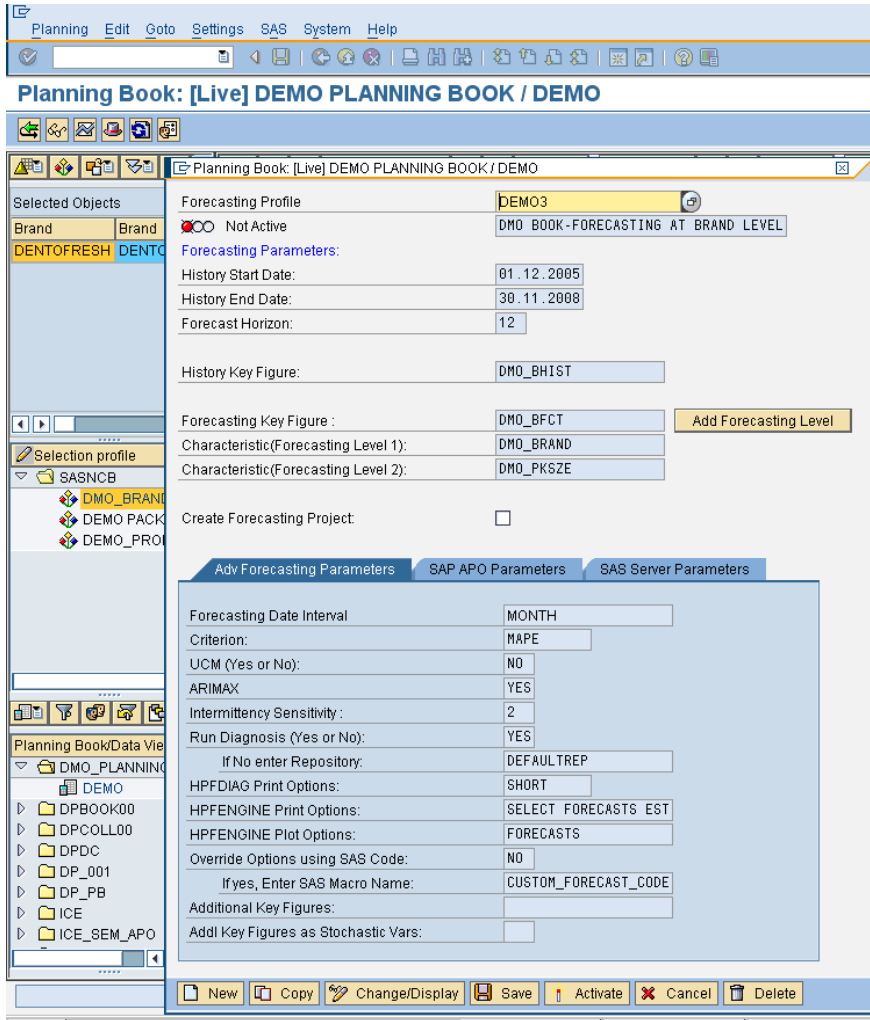 Planning Edit Goto Settings SAS System Help
Planning Book: [Live] DEMO PLANNING BOOK / DEMO
Planning Book: [Live] DEMO PLANNING BOOK / DEMO
Selected Objects
Brand Brand
DENTOFRESH DENTO
Forecasting Profile DEMO3
Not Active DMO BOOK-FORECASTING AT BRAND LEVEL
Forecasting Parameters:
History Start Date: 01.12.2005
History End Date: 30.11.2008
Forecast Horizon: 12
History Key Figure: DMO_BHIST
Forecasting Key Figure : DMO_BFCT Add Forecasting Level
Characteristic(Forecasting Level 1): DMO_BRAND
Characteristic(Forecasting Level 2): DMO_PKSZE
Create Forecasting Project:
Selection profile
SASNCB
DMO_BRAND
DEMO PACK
DEMO_PRO
Adv Forecasting Parameters SAP APO Parameters SAS Server Parameters
Forecasting Date Interval MONTH
Criterion: MAPE
UCM (Yes or No): NO
ARIMAX YES
Intermittency Sensitivity : 2
Run Diagnosis (Yes or No): YES
If No enter Repository: DEFAULTREP
HPFDIAG Print Options: SHORT
HPFENGINE Print Options: SELECT FORECASTS EST
HPFENGINE Plot Options: FORECASTS
Override Options using SAS Code: NO
If yes, Enter SAS Macro Name: CUSTOM_FORECAST_CODE
Additional Key Figures:
Addl Key Figures as Stochastic Vars:
Planning Book/Data Vie
DMO_PLANNING
DEMO
DPBOOK00
DPCOLL00
DPDC
DP_001
DP_PB
ICE
ICE_SEM_APO
New Copy Change/Display Save Activate Cancel Delete